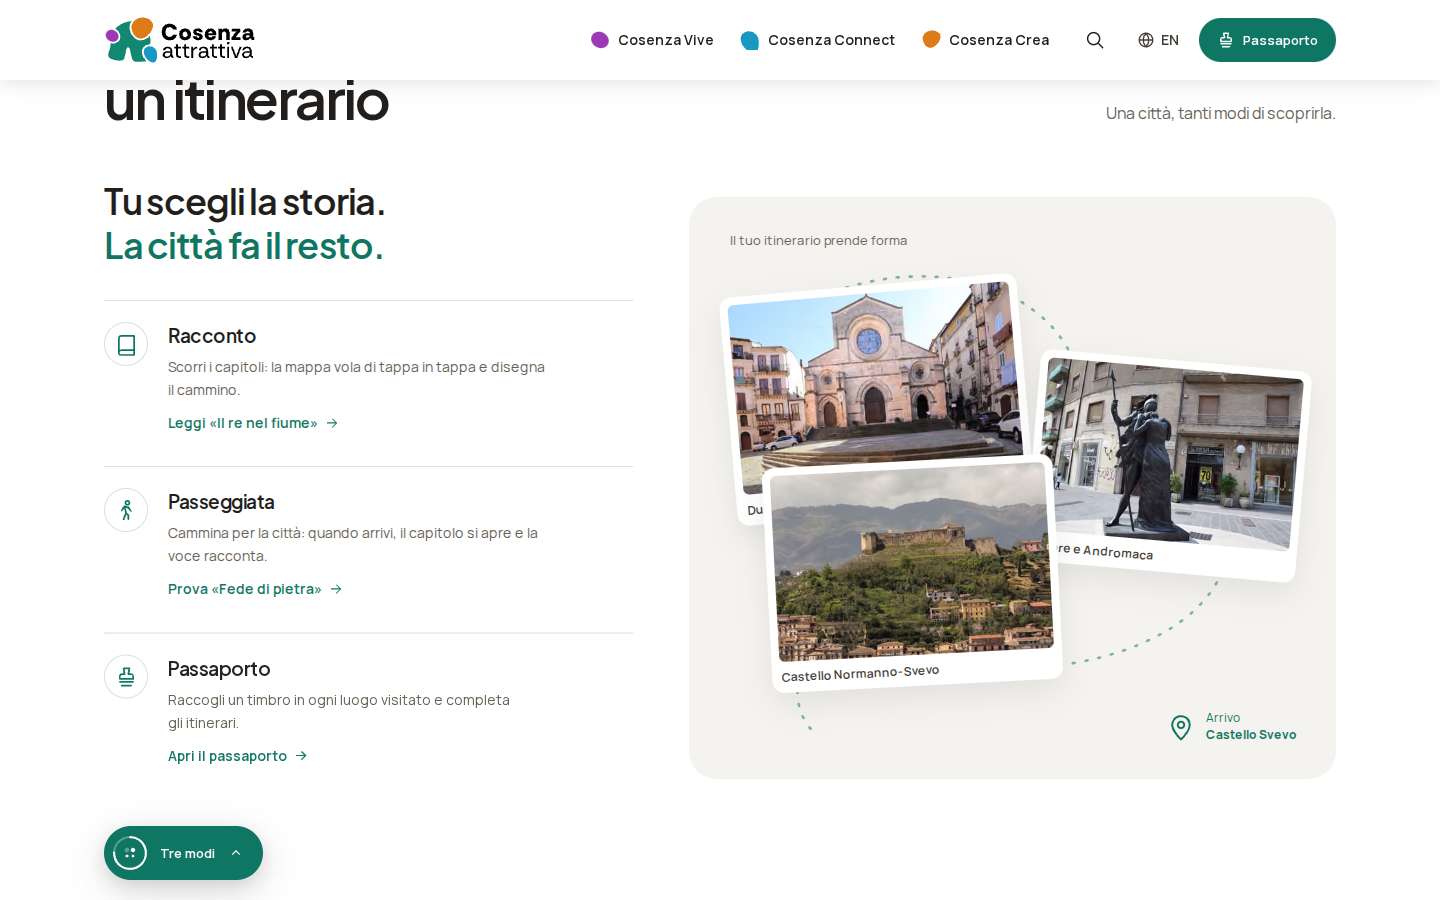 Cosenza
attrattiva
Cosenza Vive
Cosenza Connect
Cosenza Crea
EN
Passaporto
un itinerario
Una città, tanti modi di scoprirla.
Tu scegli la storia.
La città fa il resto.
Racconto
Scorri i capitoli: la mappa vola di tappa in tappa e disegna
il cammino.
Leggi «Il re nel fiume» →
Passeggiata
Cammina per la città: quando arrivi, il capitolo si apre e la
voce racconta.
Prova «Fede di pietra» →
Passaporto
Raccogli un timbro in ogni luogo visitato e completa
gli itinerari.
Apri il passaporto →
Il tuo itinerario prende forma
Du
re e Andromaca
Castello Normanno-Svevo
Arrivo
Castello Svevo
Tre modi